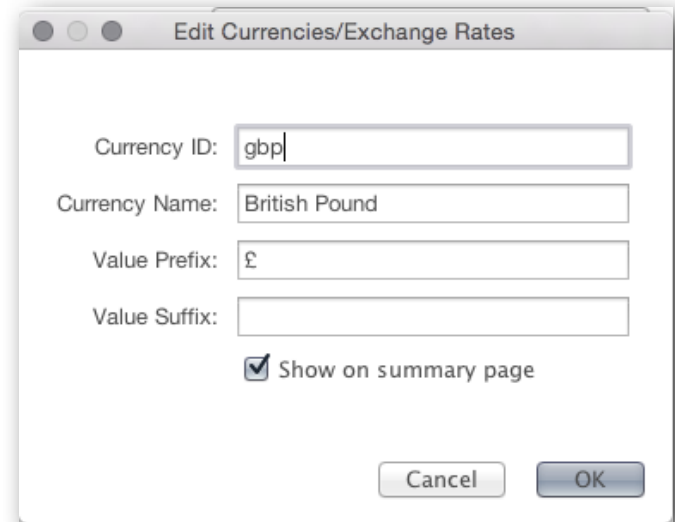 Edit Currencies/Exchange Rates
Currency ID: gbp
Currency Name: British Pound
Value Prefix: £
Value Suffix:
Show on summary page
Cancel OK